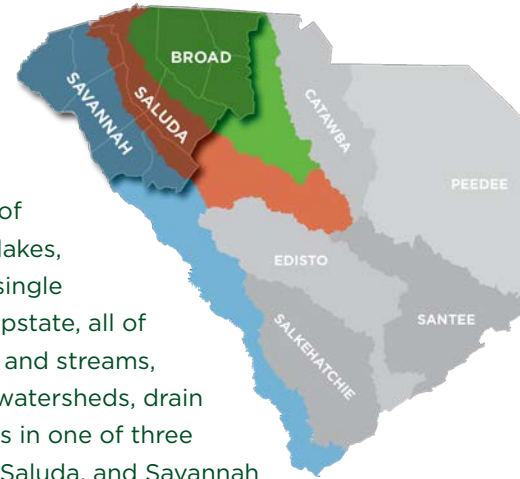 BROAD
SAVANNAH
SALUDA
CATAWBA
PEEDEE
of
lakes,
single
EDISTO
pstate, all of
SANTEE
and streams,
SALKEHATCHIE
watersheds, drain
s in one of three
Saluda, and Savannah